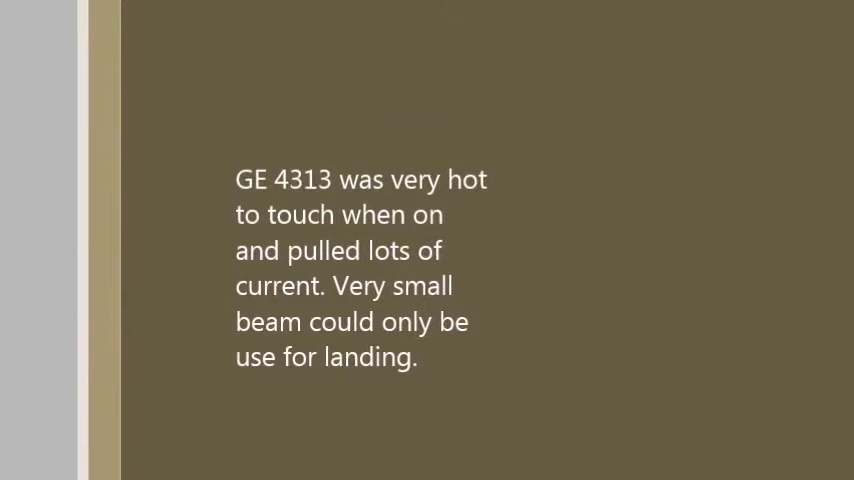 GE 4313 was very hot
to touch when on
and pulled lots of
current. Very small
beam could only be
use for landing.